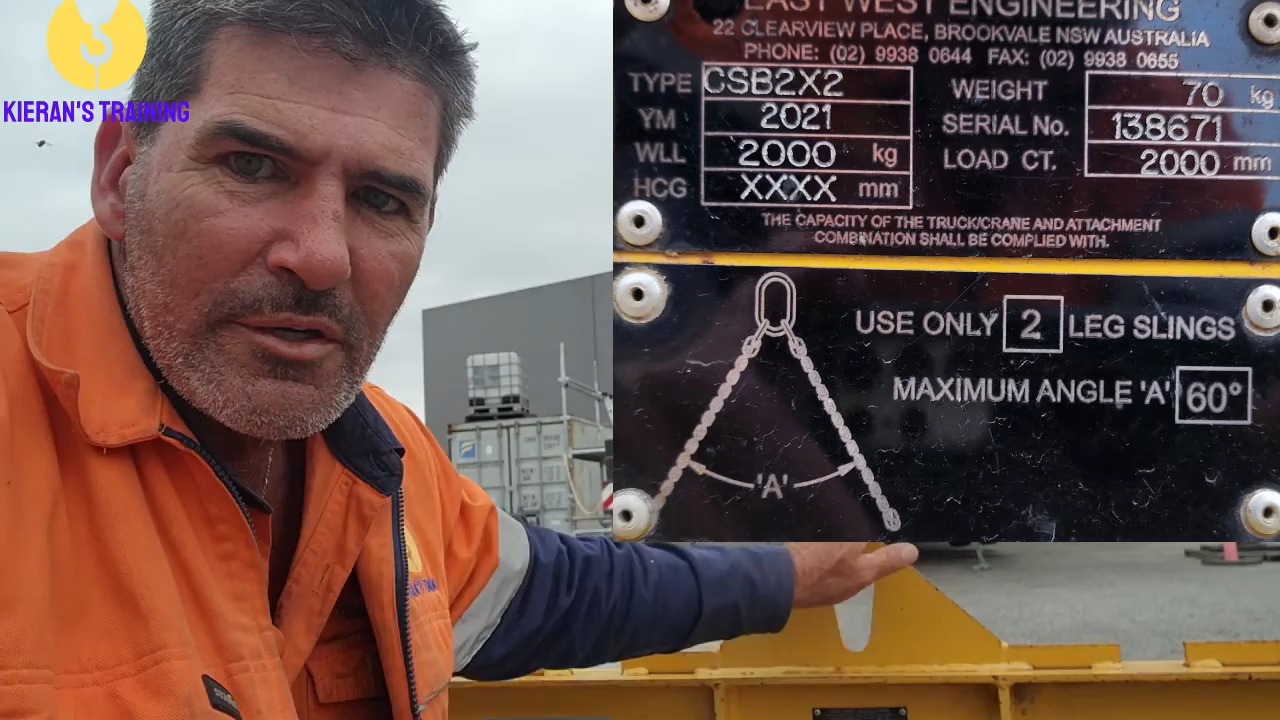 KIERAN'S TRAINING
EAST WEST ENGINEERING
22 CLEARVIEW PLACE, BROOKVALE NSW AUSTRALIA
PHONE: (02) 9938 0644 FAX: (02) 9938 0655
TYPE CSB2X2 WEIGHT 70 kg
YM 2021 SERIAL No. 138671
WLL 2000 kg LOAD CT. 2000 mm
HCG XXXX mm
THE CAPACITY OF THE TRUCK/CRANE AND ATTACHMENT
COMBINATION SHALL BE COMPLIED WITH.
USE ONLY 2 LEG SLINGS
MAXIMUM ANGLE 'A' 60°
'A'